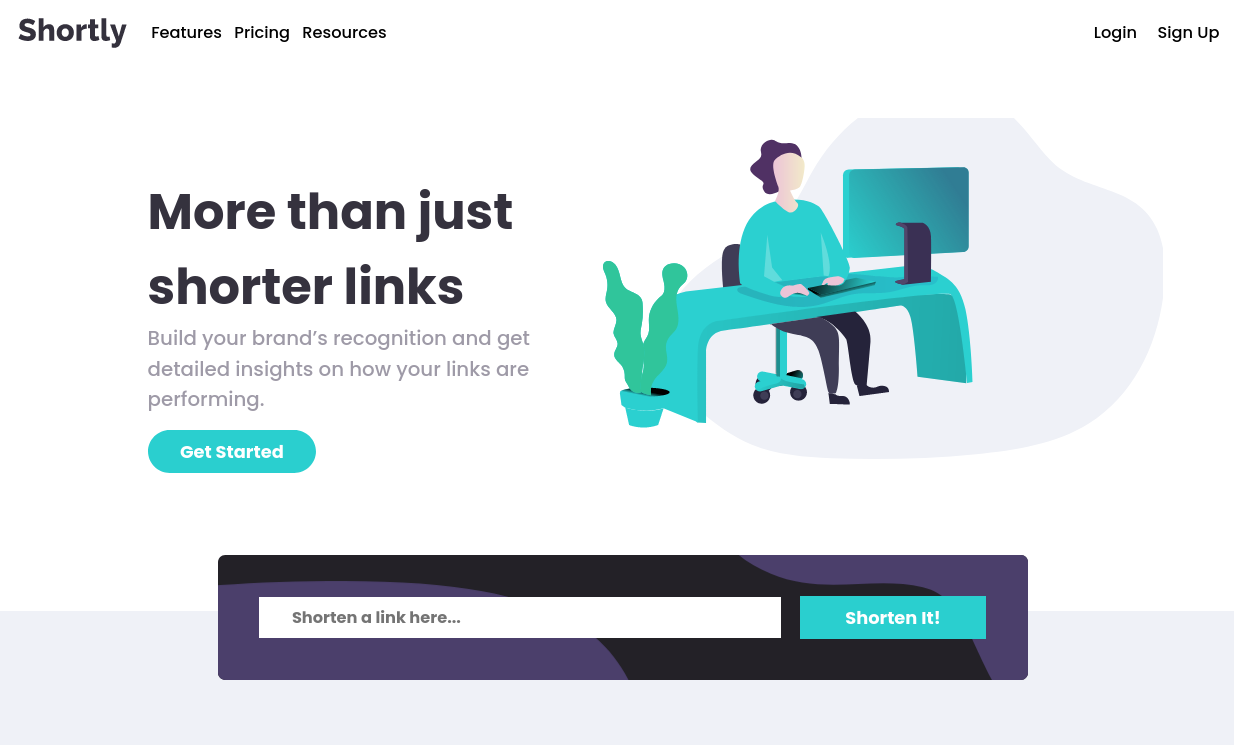 Shortly Features Pricing Resources Login Sign Up
More than just
shorter links
Build your brand’s recognition and get
detailed insights on how your links are
performing.
Get Started
Shorten a link here... Shorten It!